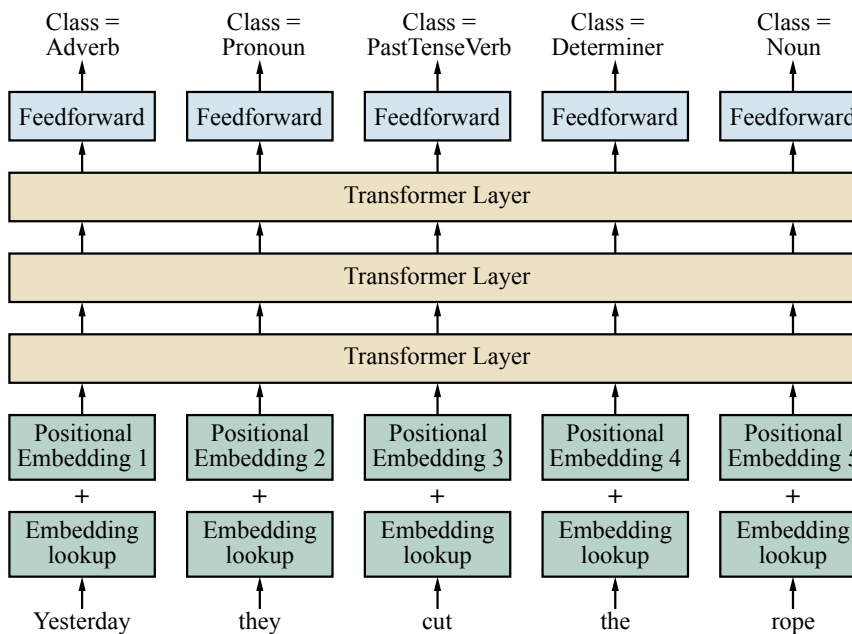 Class = Class = Class = Class = Class =
Adverb Pronoun PastTenseVerb Determiner Noun
Feedforward Feedforward Feedforward Feedforward Feedforward
Transformer Layer
Transformer Layer
Transformer Layer
Positional Positional Positional Positional Positional
Embedding 1 Embedding 2 Embedding 3 Embedding 4 Embedding 5
+ + + + +
Embedding Embedding Embedding Embedding Embedding
lookup lookup lookup lookup lookup
Yesterday they cut the rope